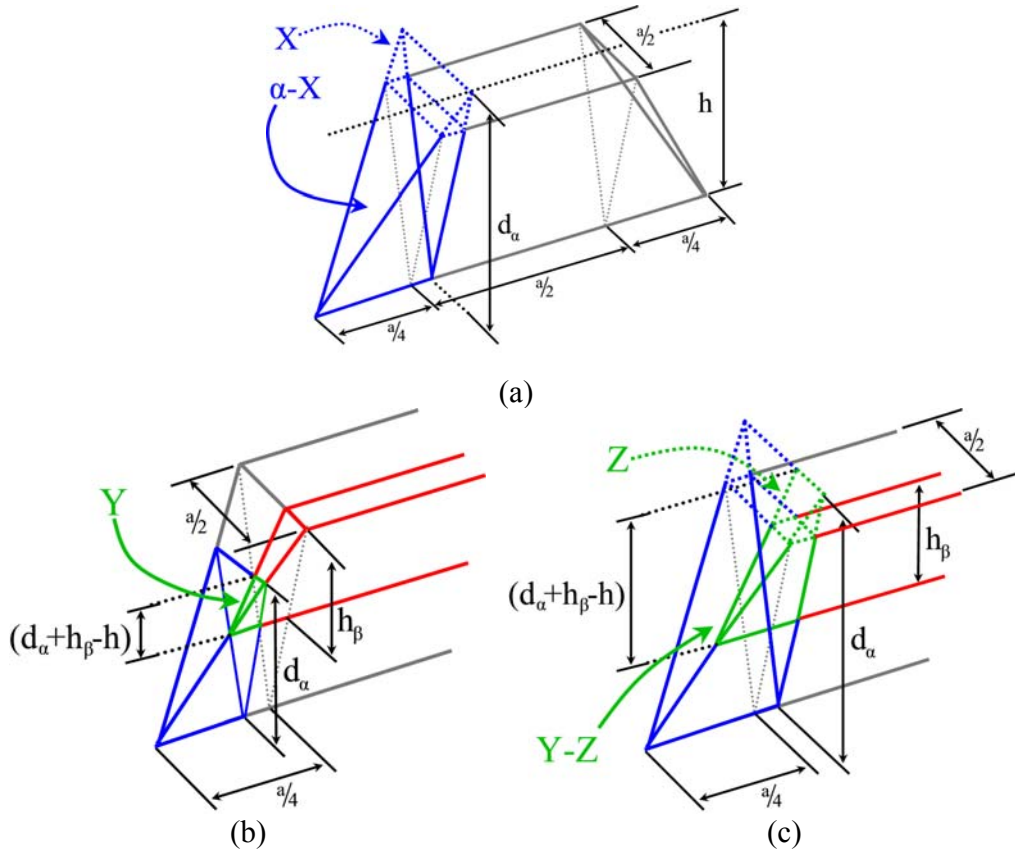 X
α-X
a/2
h
dα
a/4
a/2
a/4
(a)
Y
a/2
(dα+hβ-h)
hβ
dα
a/4
(b)
Z
a/2
(dα+hβ-h)
hβ
dα
Y-Z
a/4
(c)